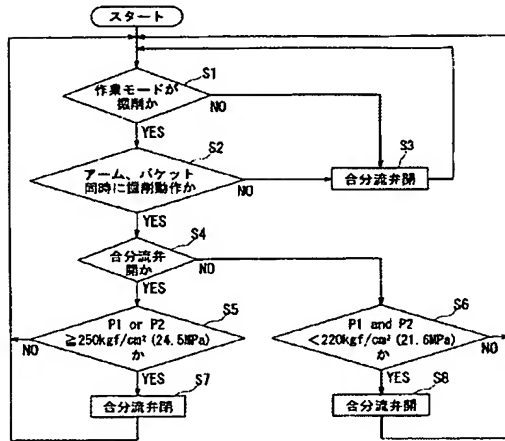 スタート
S1
作業モードが
掘削か
NO
YES
S2
アーム、バケット
同時に掘削動作か
NO
S3
合分流弁開
YES
S4
合分流弁
開か
NO
YES
S5
P1 or P2
≧250kgf/cm² (24.5MPa)
か
NO
YES
S7
合分流弁閉
S6
P1 and P2
<220kgf/cm² (21.6MPa)
か
NO
YES
S8
合分流弁開